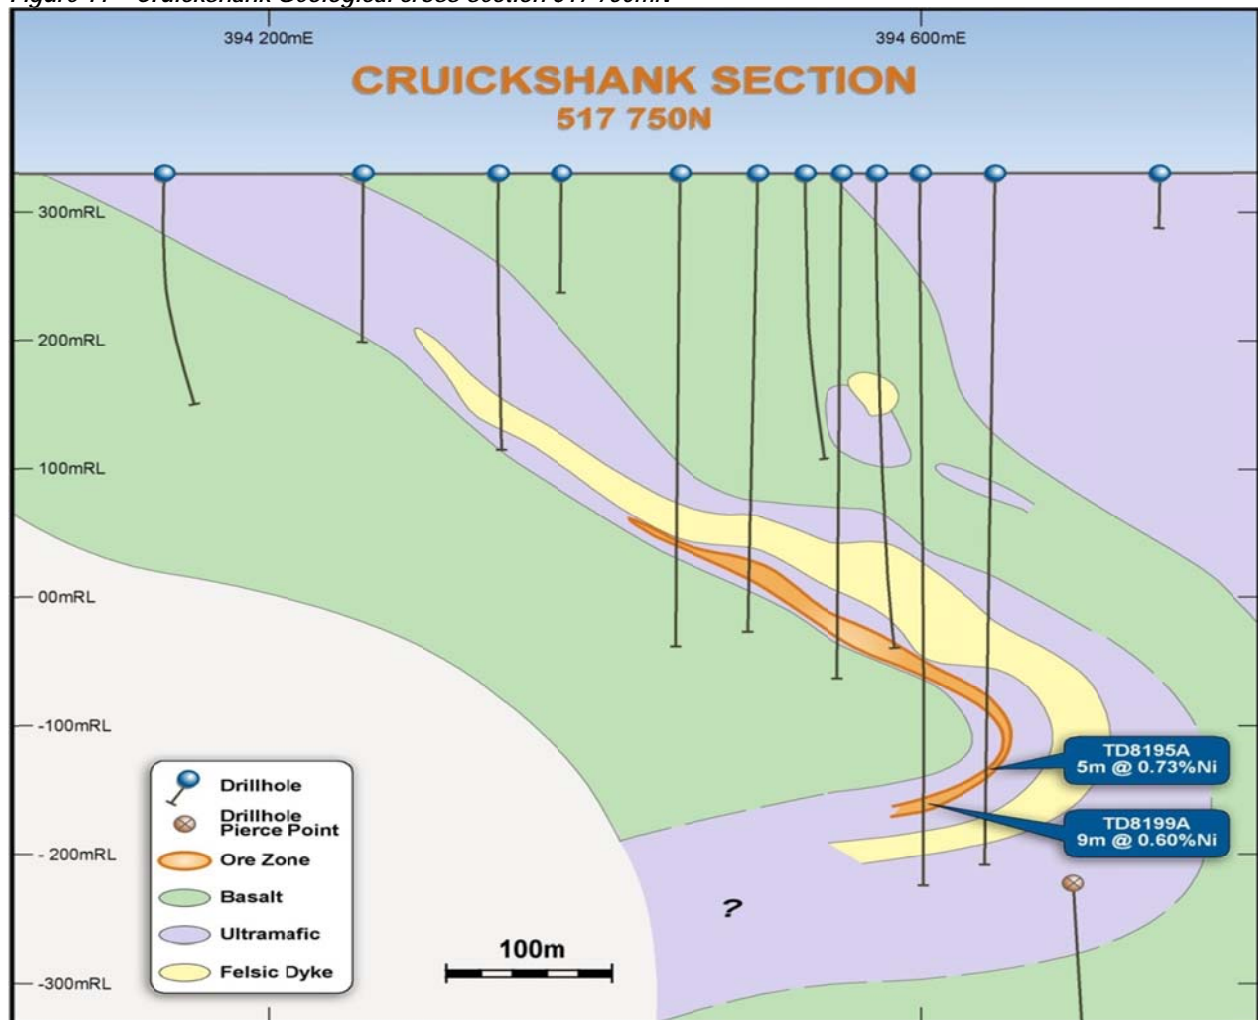 394 200mE
394 600mE
CRUICKSHANK SECTION
517 750N
300mRL
200mRL
100mRL
00mRL
-100mRL
- 200mRL
-300mRL
TD8195A
5m @ 0.73%Ni
TD8199A
9m @ 0.60%Ni
Drillhole
Drillhole
Pierce Point
Ore Zone
Basalt
Ultramafic
Felsic Dyke
?
100m